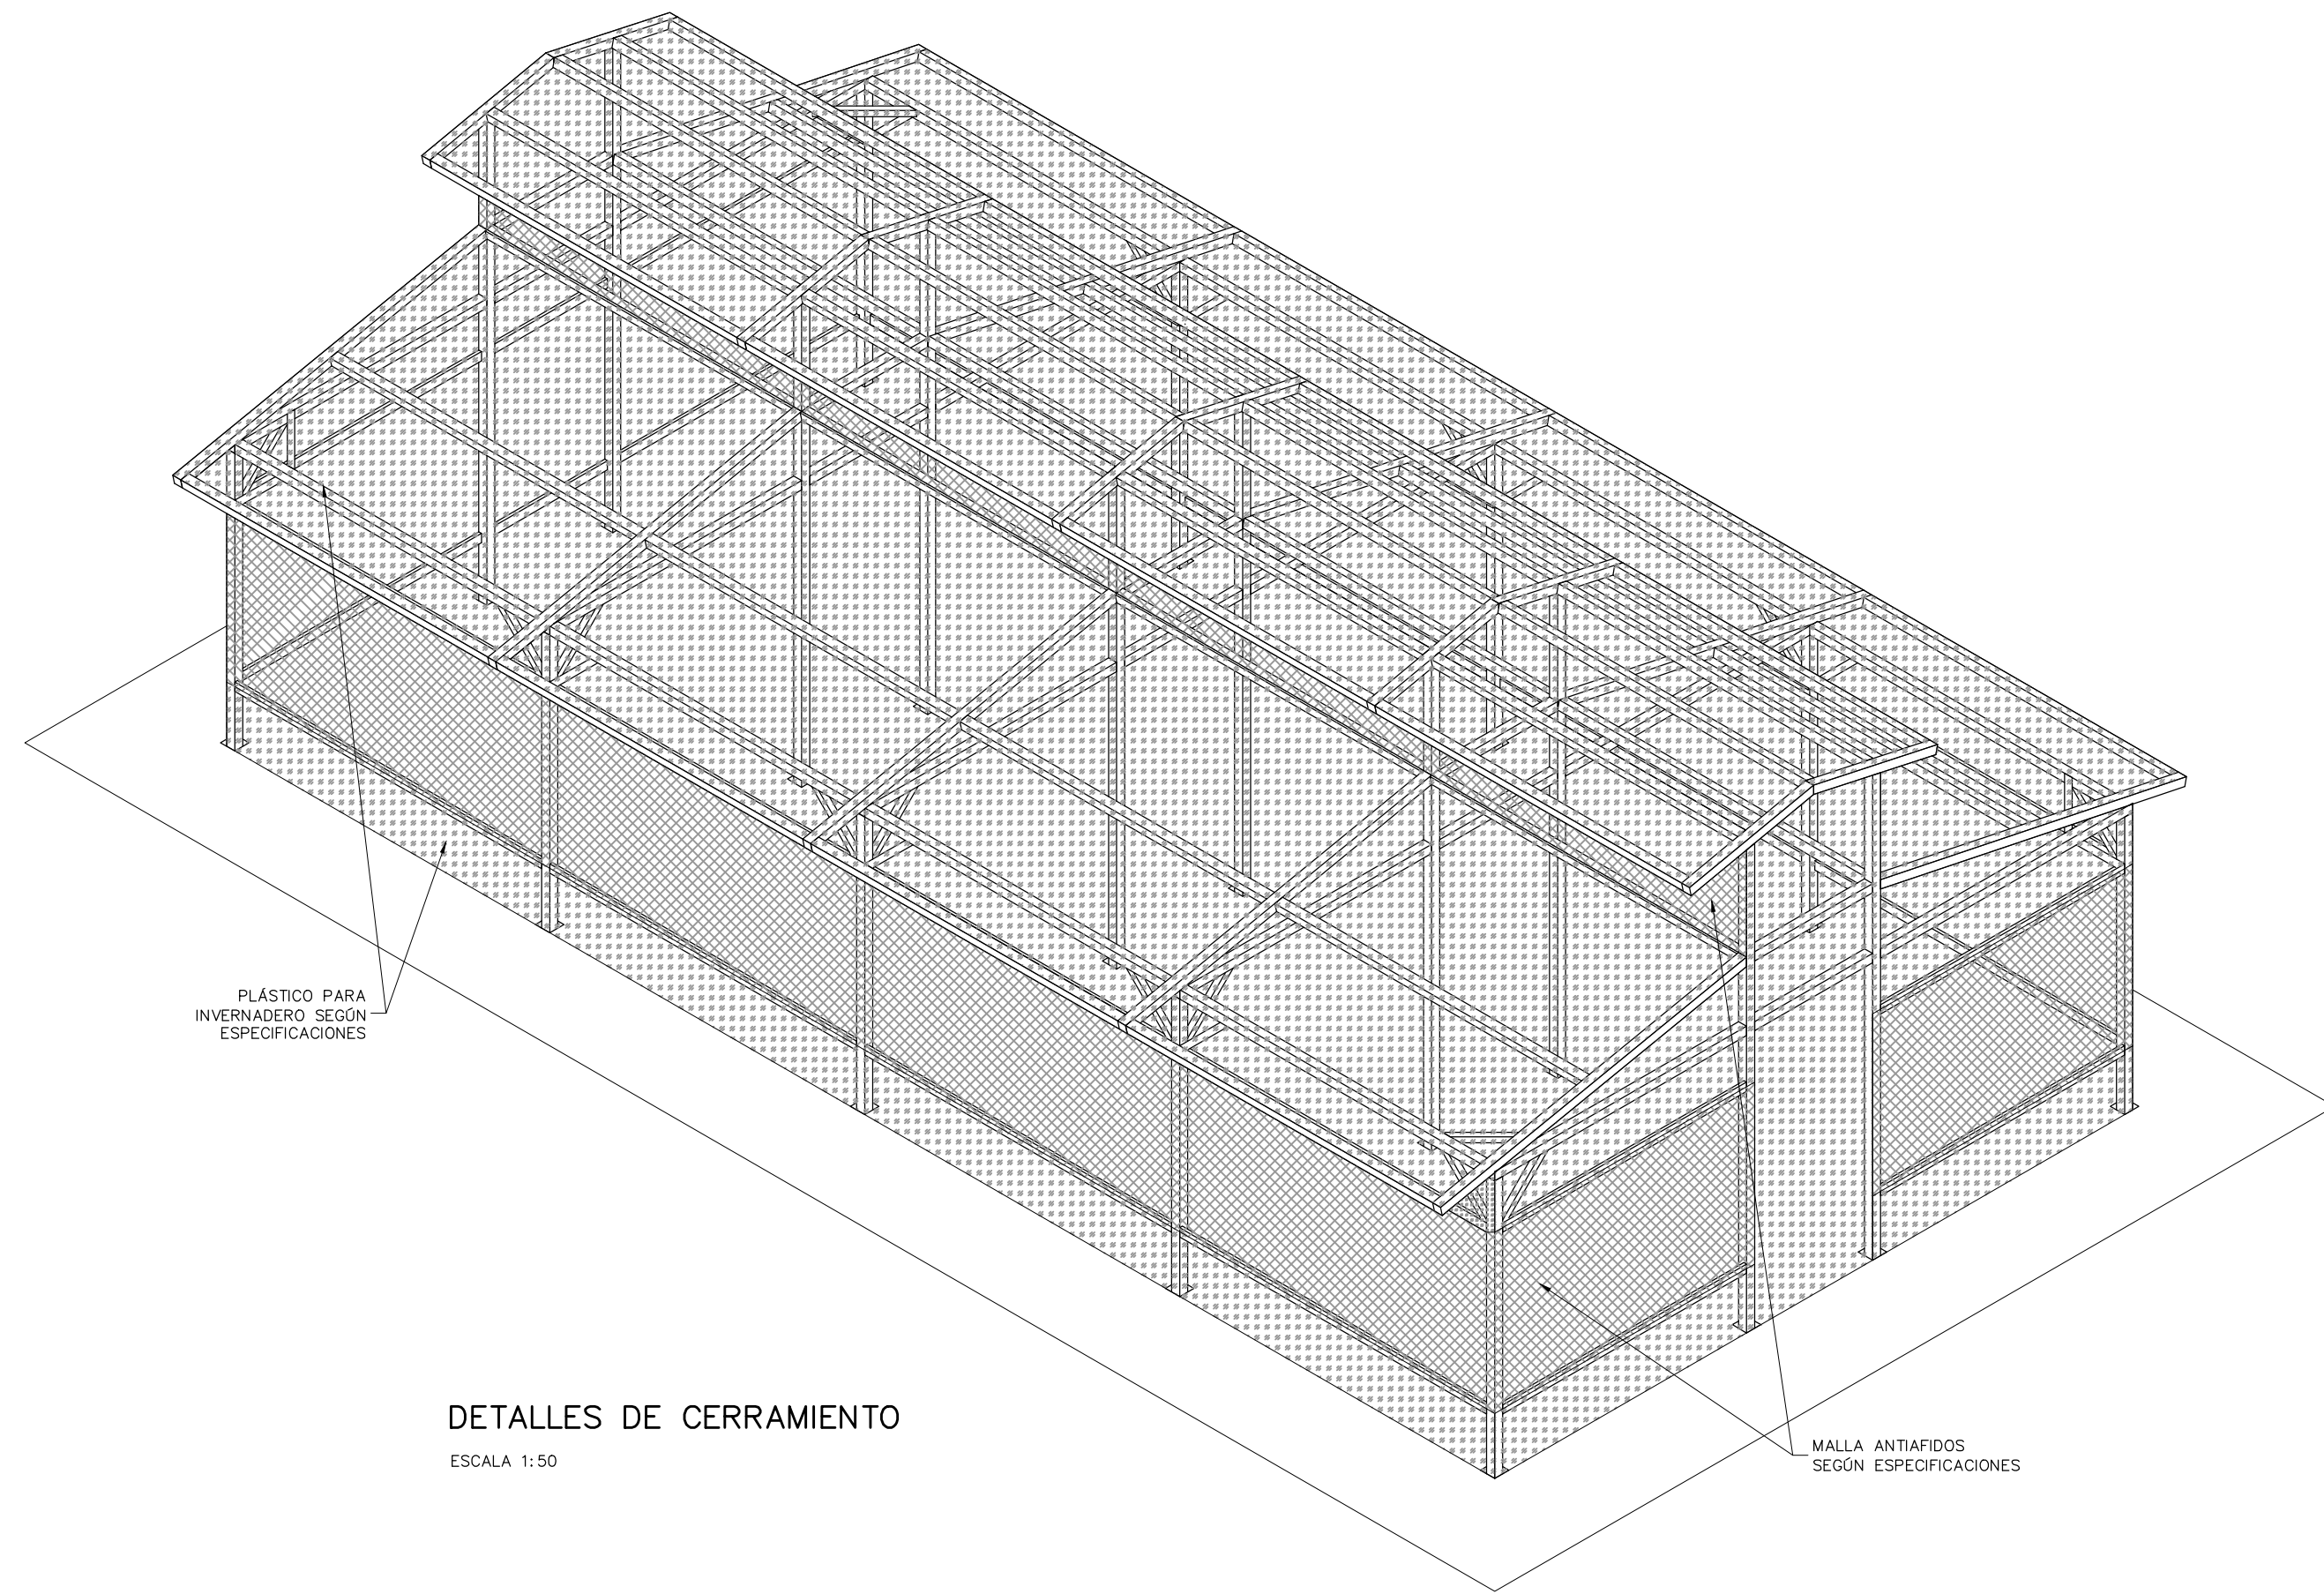 PLÁSTICO PARA
INVERNADERO SEGÚN
ESPECIFICACIONES
DETALLES DE CERRAMIENTO
ESCALA 1:50
MALLA ANTIAFIDOS
SEGÚN ESPECIFICACIONES